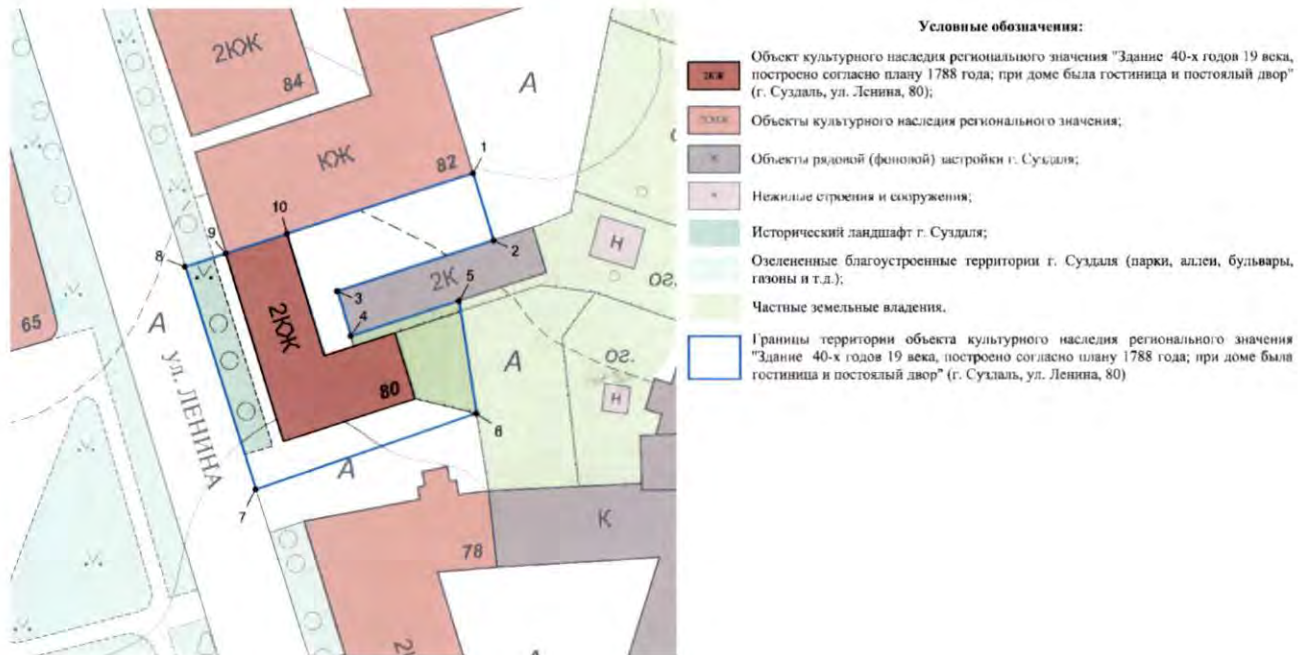 2КЖ
84
А
КЖ
82
1
10
9
8
2
Н
2К
5
3
4
ог.
65
А
2КЖ
А
ог.
80
Н
ул. ЛЕНИНА
6
А
7
К
78
А
Условные обозначения:
2КЖ
Объект культурного наследия регионального значения "Здание 40-х годов 19 века,
построено согласно плану 1788 года; при доме была гостиница и постоялый двор"
(г. Суздаль, ул. Ленина, 80);
Объекты культурного наследия регионального значения;
К
Объекты рядовой (фоновой) застройки г. Суздаля;
Н
Нежилые строения и сооружения;
Исторический ландшафт г. Суздаля;
Озелененные благоустроенные территории г. Суздаля (парки, аллеи, бульвары,
газоны и т.д.);
Частные земельные владения.
Границы территории объекта культурного наследия регионального значения
"Здание 40-х годов 19 века, построено согласно плану 1788 года; при доме была
гостиница и постоялый двор" (г. Суздаль, ул. Ленина, 80)